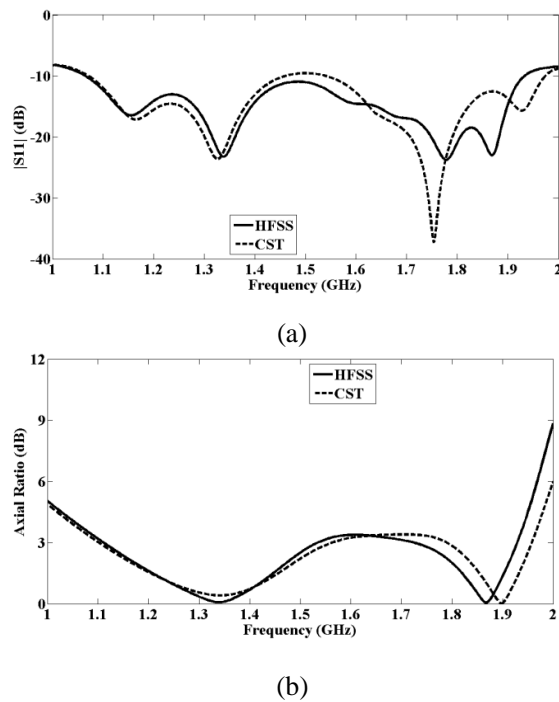 0
-10
-20
-30
-40
|S11| (dB)
HFSS
CST
1 1.1 1.2 1.3 1.4 1.5 1.6 1.7 1.8 1.9 2
Frequency (GHz)
(a)
12
9
6
3
0
Axial Ratio (dB)
HFSS
CST
1 1.1 1.2 1.3 1.4 1.5 1.6 1.7 1.8 1.9 2
Frequency (GHz)
(b)